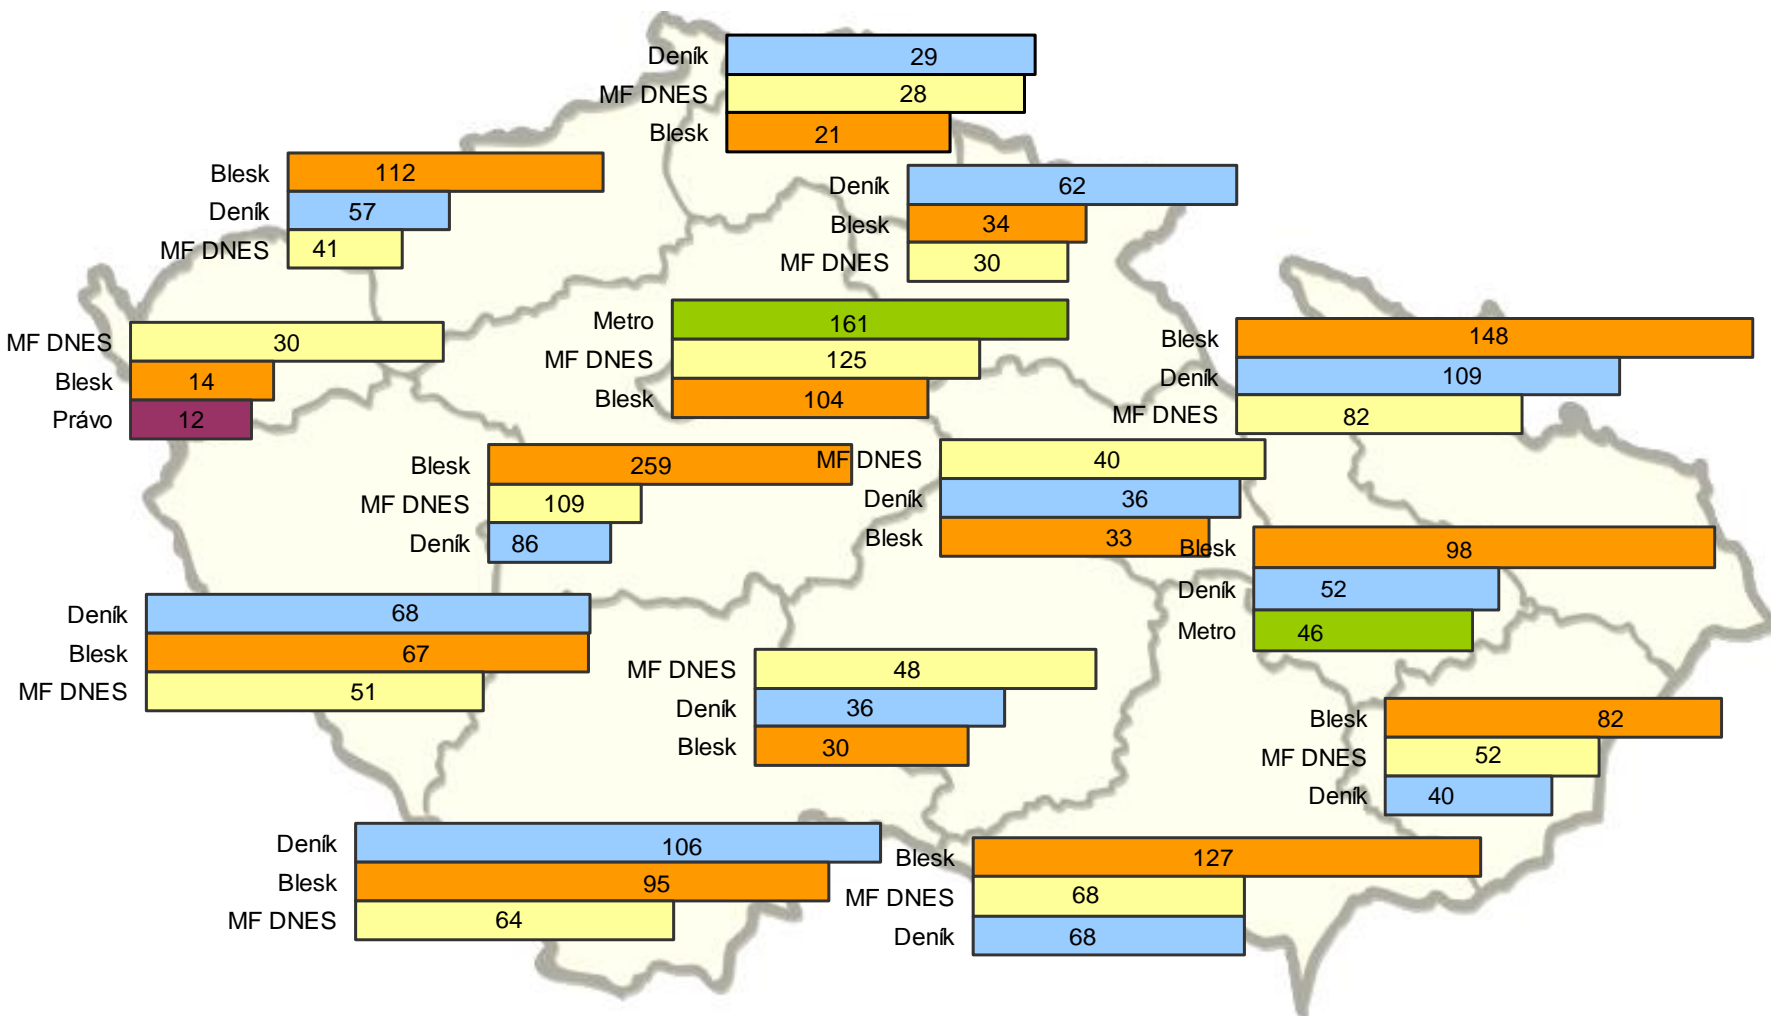 Deník 29
MF DNES 28
Blesk 21
Blesk 112
Deník 57
MF DNES 41
Deník 62
Blesk 34
MF DNES 30
MF DNES 30
Blesk 14
Právo 12
Metro 161
MF DNES 125
Blesk 104
Blesk 148
Deník 109
MF DNES 82
Blesk 259
MF DNES 109
Deník 86
MF DNES 40
Deník 36
Blesk 33
Blesk 98
Deník 52
Metro 46
Deník 68
Blesk 67
MF DNES 51
MF DNES 48
Deník 36
Blesk 30
Blesk 82
MF DNES 52
Deník 40
Deník 106
Blesk 95
MF DNES 64
Blesk 127
MF DNES 68
Deník 68